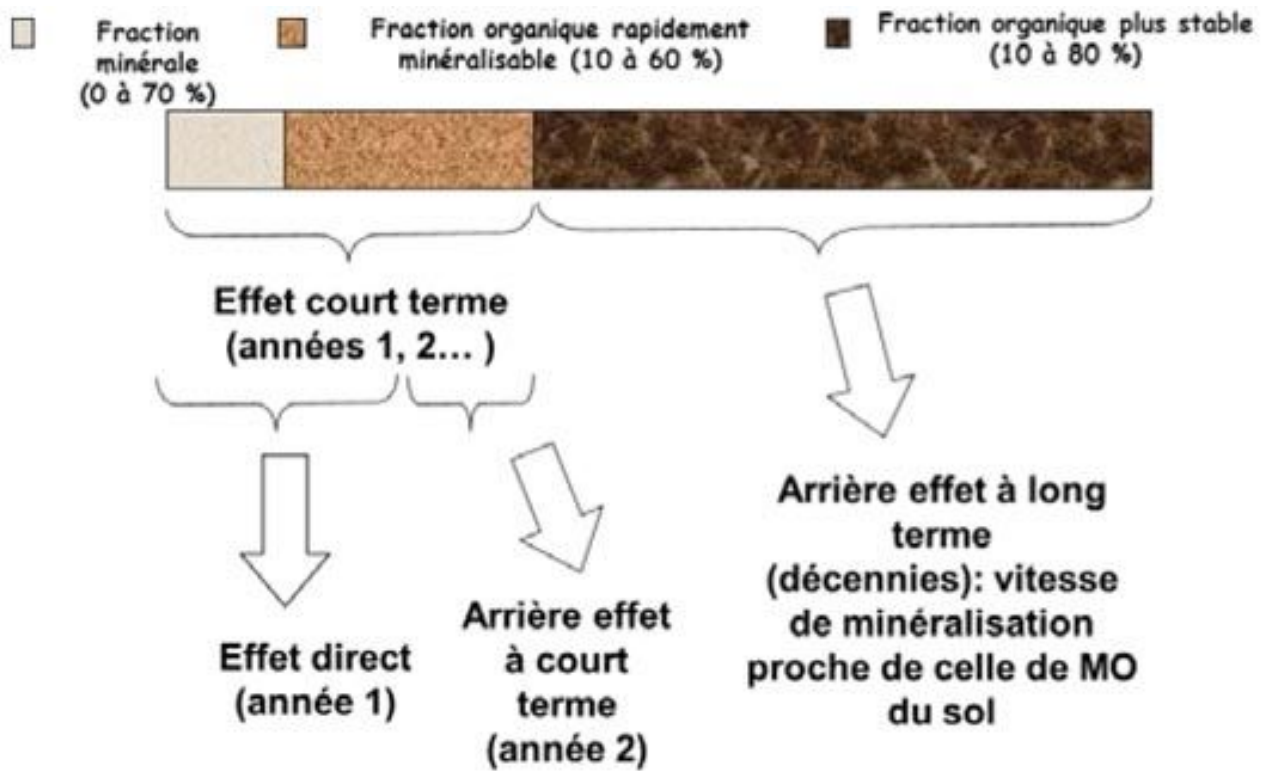 Fraction
minérale
(0 à 70 %)
Fraction organique rapidement
minéralisable (10 à 60 %)
Fraction organique plus stable
(10 à 80 %)
Effet court terme
(années 1, 2... )
Effet direct
(année 1)
Arrière effet
à court
terme
(année 2)
Arrière effet à long
terme
(décennies): vitesse
de minéralisation
proche de celle de MO
du sol